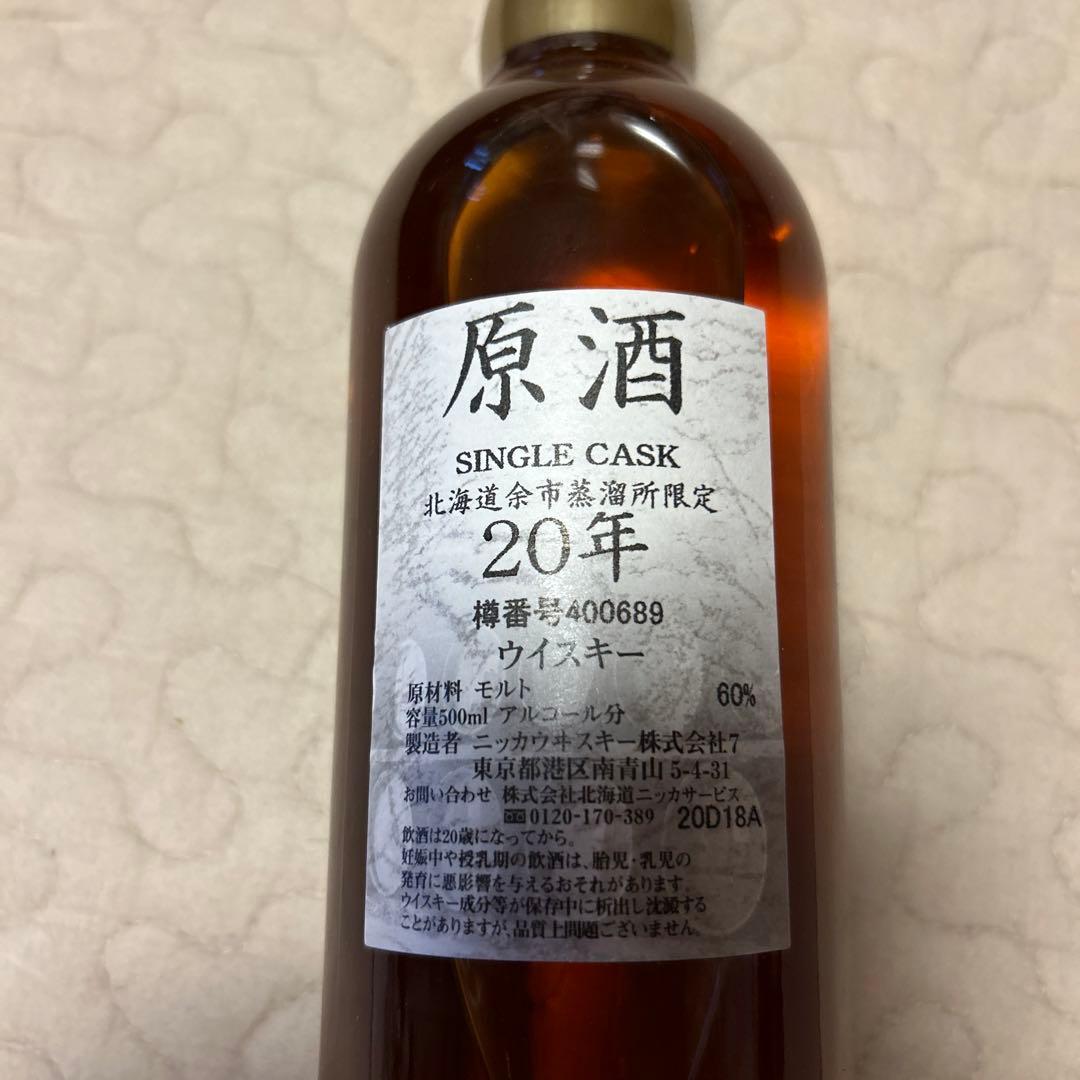 原酒
SINGLE CASK
北海道余市蒸溜所限定
20年
樽番号400689
ウイスキー
原材料 モルト 60%
容量500ml アルコール分
製造者 ニッカウヰスキー株式会社7
東京都港区南青山5-4-31
お問い合わせ 株式会社北海道ニッカサービス
0120-170-389 20D18A
飲酒は20歳になってから。
妊娠中や授乳期の飲酒は、胎児・乳児の
発育に悪影響を与えるおそれがあります。
ウイスキー成分等が保存中に析出し沈澱する
ことがありますが、品質上問題ございません。